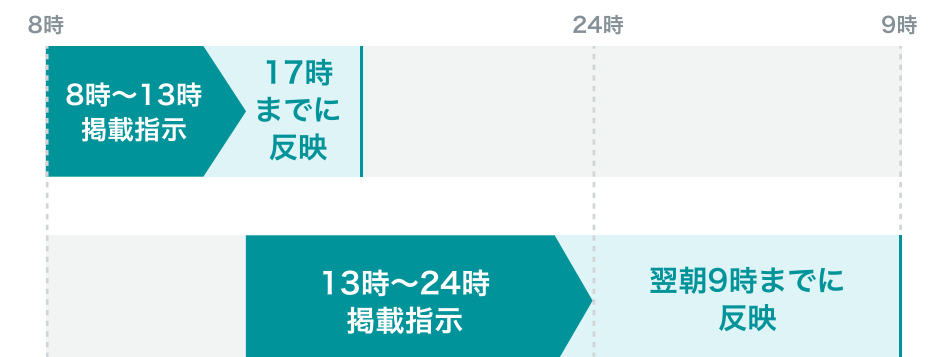 8時
24時
9時
8時～13時
掲載指示
17時
までに
反映
13時～24時
掲載指示
翌朝9時までに
反映